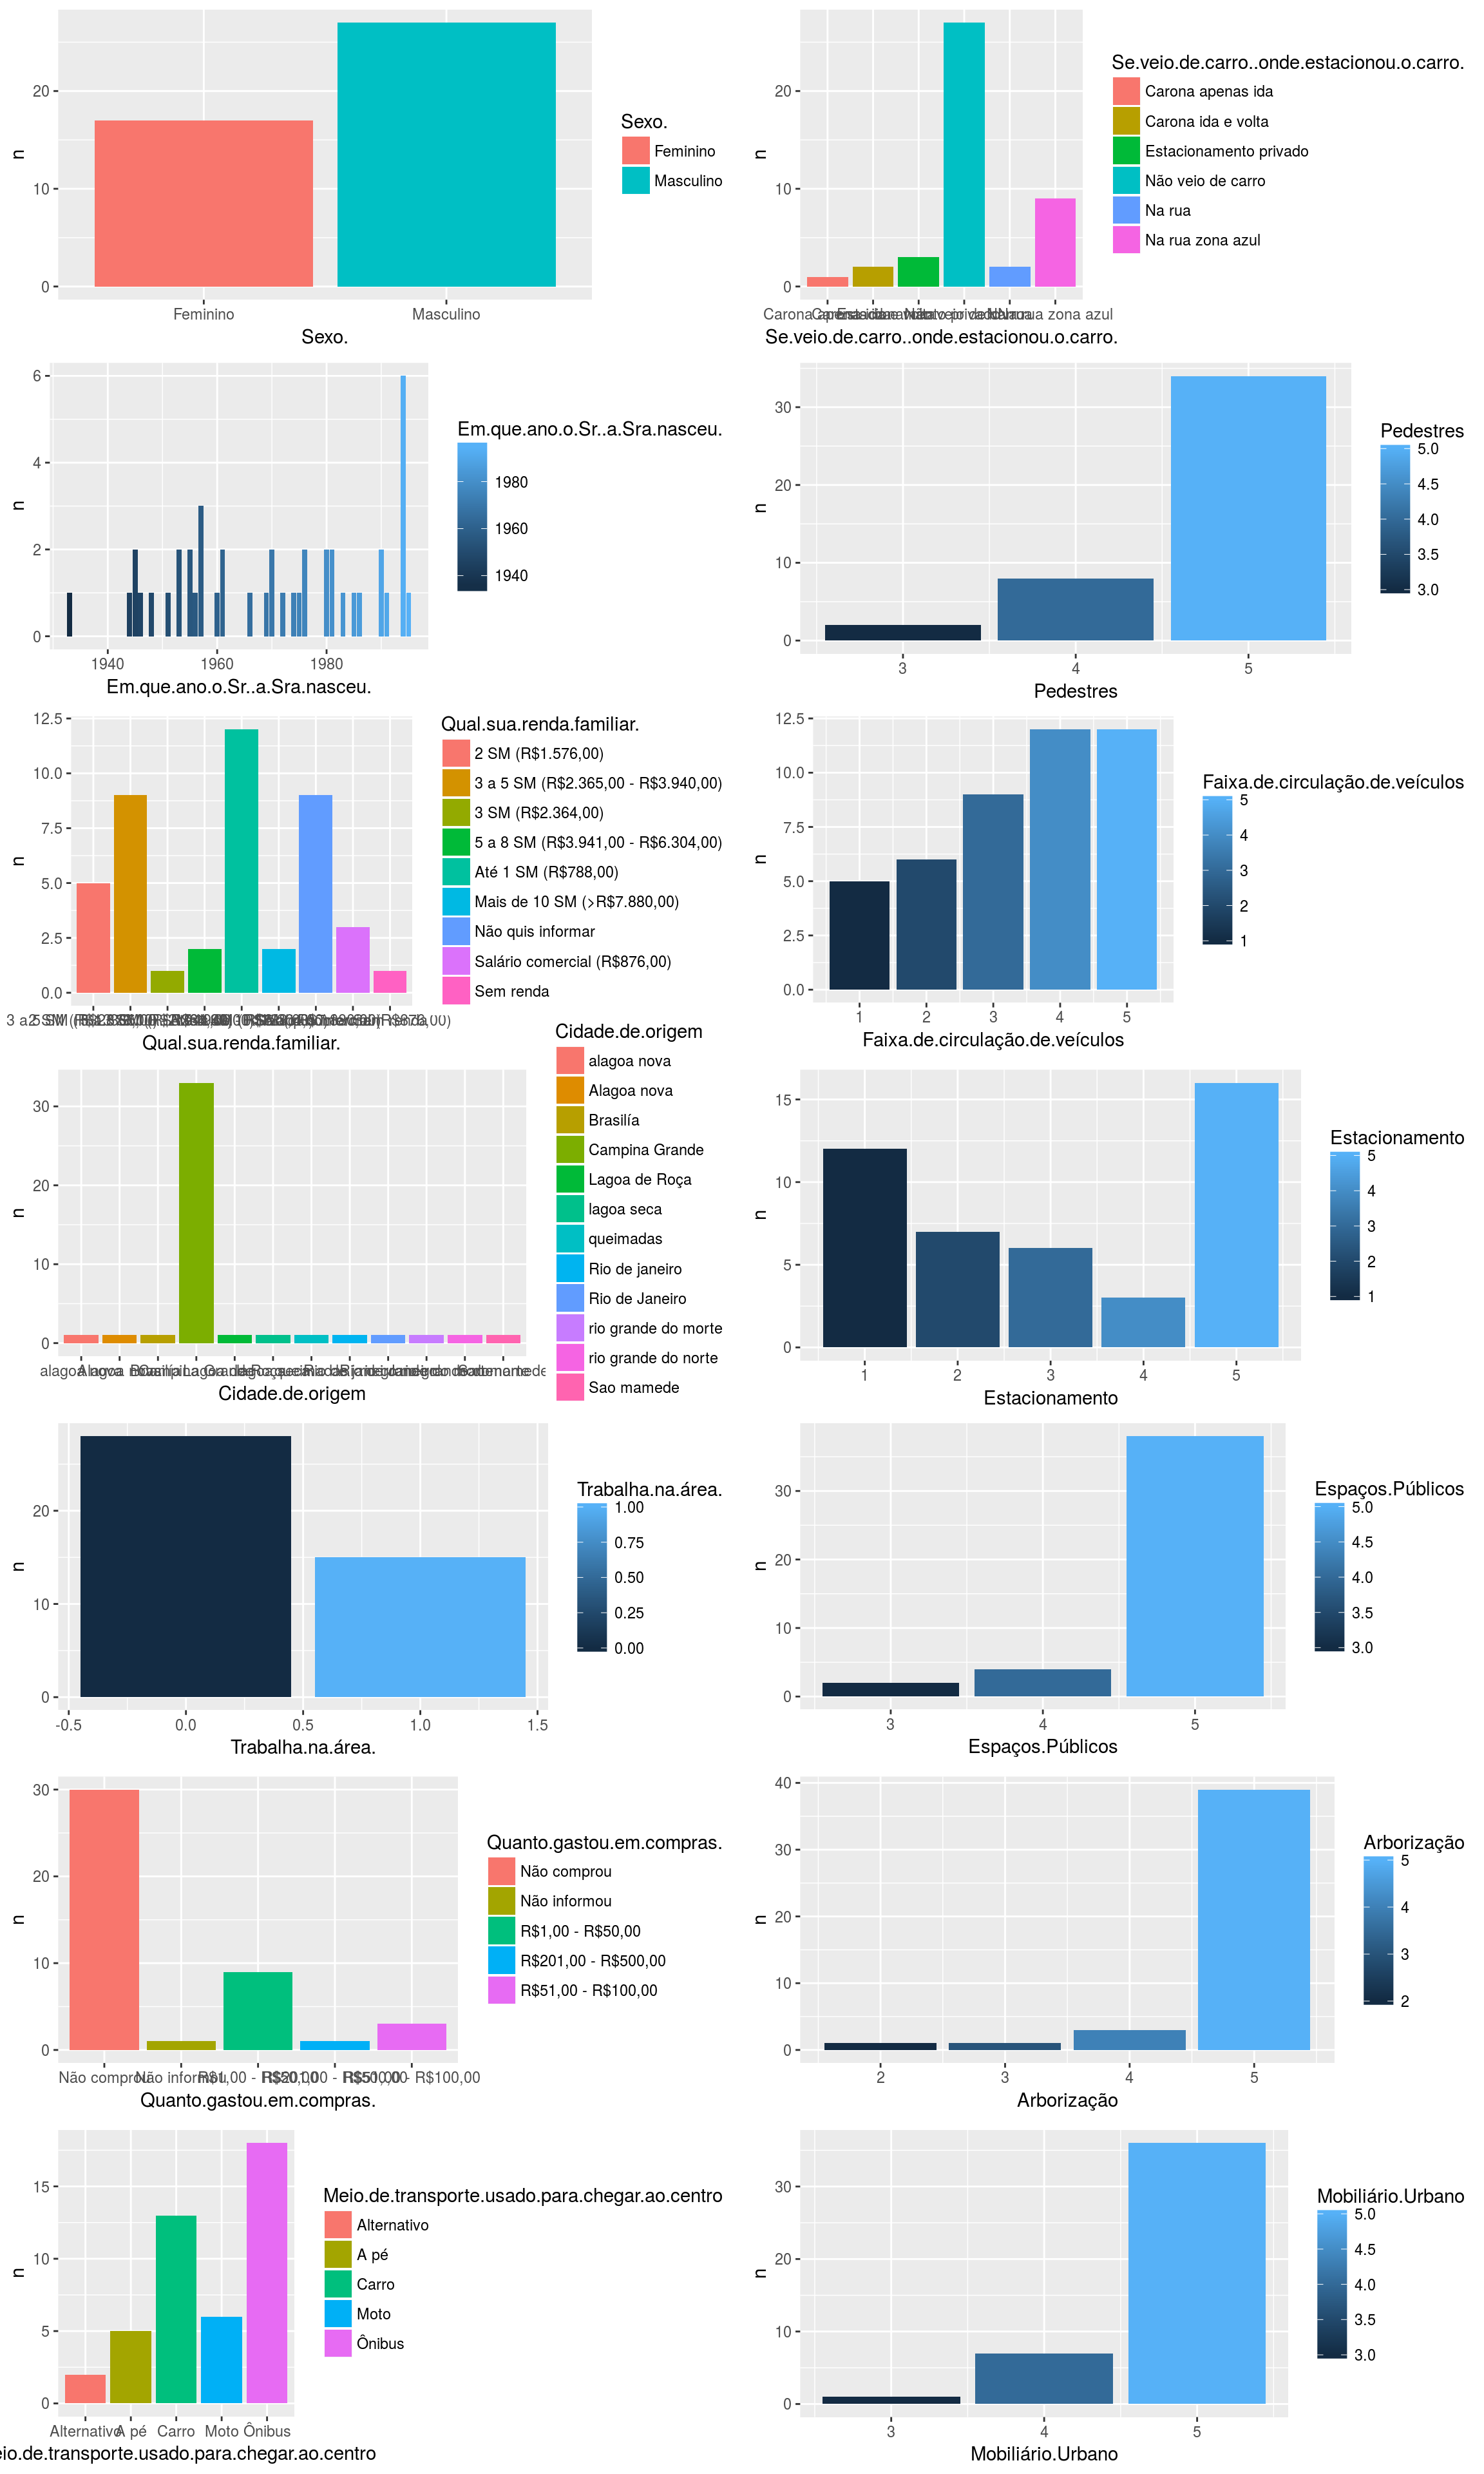 n
20
10
0
Feminino
Masculino
Sexo.
Sexo.
Feminino
Masculino
n
20
10
0
Na rua zona azul
Se.veio.de.carro..onde.estacionou.o.carro.
Se.veio.de.carro..onde.estacionou.o.carro.
Carona apenas ida
Carona ida e volta
Estacionamento privado
Não veio de carro
Na rua
Na rua zona azul
n
6
4
2
0
1940
1960
1980
Em.que.ano.o.Sr..a.Sra.nasceu.
Em.que.ano.o.Sr..a.Sra.nasceu.
1980
1960
1940
n
30
20
10
0
3
4
5
Pedestres
Pedestres
5.0
4.5
4.0
3.5
3.0
n
12.5
10.0
7.5
5.0
2.5
0.0
Qual.sua.renda.familiar.
Qual.sua.renda.familiar.
2 SM (R$1.576,00)
3 a 5 SM (R$2.365,00 - R$3.940,00)
3 SM (R$2.364,00)
5 a 8 SM (R$3.941,00 - R$6.304,00)
Até 1 SM (R$788,00)
Mais de 10 SM (>R$7.880,00)
Não quis informar
Salário comercial (R$876,00)
Sem renda
n
12.5
10.0
7.5
5.0
2.5
0.0
1
2
3
4
5
Faixa.de.circulação.de.veículos
Faixa.de.circulação.de.veículos
5
4
3
2
1
n
30
20
10
0
Cidade.de.origem
Cidade.de.origem
alagoa nova
Alagoa nova
Brasilía
Campina Grande
Lagoa de Roça
lagoa seca
queimadas
Rio de janeiro
Rio de Janeiro
rio grande do morte
rio grande do norte
Sao mamede
n
15
10
5
0
1
2
3
4
5
Estacionamento
Estacionamento
5
4
3
2
1
n
20
10
0
-0.5
0.0
0.5
1.0
1.5
Trabalha.na.área.
Trabalha.na.área.
1.00
0.75
0.50
0.25
0.00
n
30
20
10
0
3
4
5
Espaços.Públicos
Espaços.Públicos
5.0
4.5
4.0
3.5
3.0
n
30
20
10
0
Não comprou
Não informou
Quanto.gastou.em.compras.
Quanto.gastou.em.compras.
Não comprou
Não informou
R$1,00 - R$50,00
R$201,00 - R$500,00
R$51,00 - R$100,00
n
40
30
20
10
0
2
3
4
5
Arborização
Arborização
5
4
3
2
n
15
10
5
0
Alternativo
A pé
Carro
Moto
Ônibus
eio.de.transporte.usado.para.chegar.ao.centro
Meio.de.transporte.usado.para.chegar.ao.centro
Alternativo
A pé
Carro
Moto
Ônibus
n
30
20
10
0
3
4
5
Mobiliário.Urbano
Mobiliário.Urbano
5.0
4.5
4.0
3.5
3.0